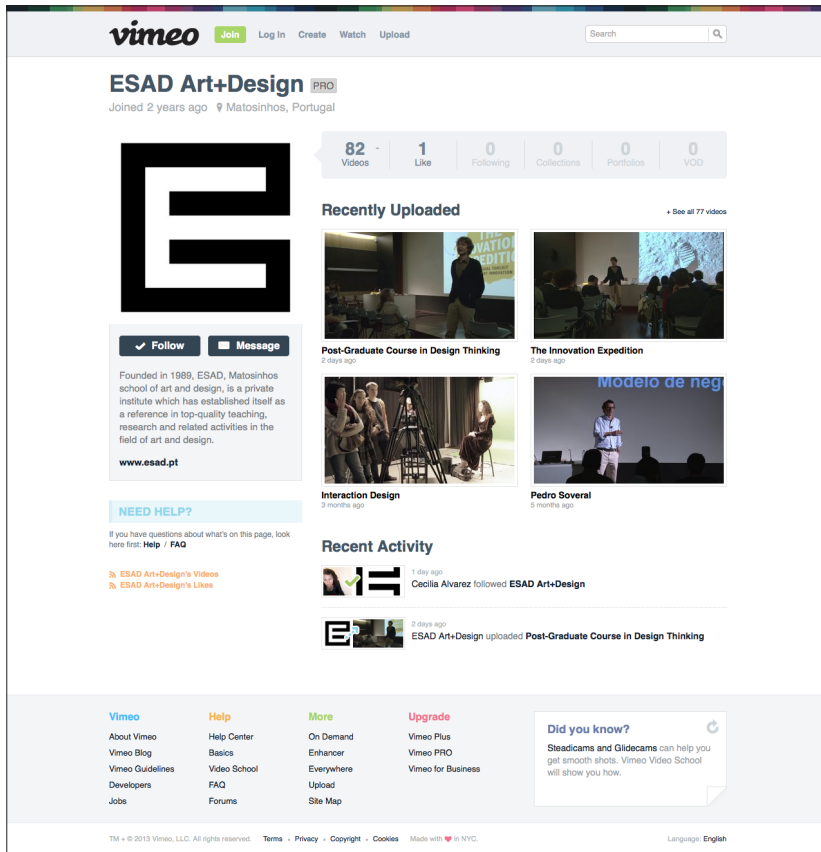 vimeo Join Log In Create Watch Upload Search
ESAD Art+Design PRO
Joined 2 years ago Matosinhos, Portugal
82 1 0 0 0 0
Videos Like Following Collections Portfolios VOD
Recently Uploaded + See all 77 videos
Post-Graduate Course in Design Thinking
2 days ago
The Innovation Expedition
2 days ago
Modelo de neg
Interaction Design
3 months ago
Pedro Soveral
5 months ago
Follow Message
Founded in 1989, ESAD, Matosinhos
school of art and design, is a private
institute which has established itself as
a reference in top-quality teaching,
research and related activities in the
field of art and design.
www.esad.pt
NEED HELP?
If you have questions about what's on this page, look
here first: Help / FAQ
ESAD Art+Design's Videos
ESAD Art+Design's Likes
Recent Activity
1 day ago
Cecilia Alvarez followed ESAD Art+Design
2 days ago
ESAD Art+Design uploaded Post-Graduate Course in Design Thinking
Vimeo
About Vimeo
Vimeo Blog
Vimeo Guidelines
Developers
Jobs
Help
Help Center
Basics
Video School
FAQ
Forums
More
On Demand
Enhancer
Everywhere
Upload
Site Map
Upgrade
Vimeo Plus
Vimeo PRO
Vimeo for Business
Did you know?
Steadicams and Glidecams can help you
get smooth shots. Vimeo Video School
will show you how.
TM + © 2013 Vimeo, LLC. All rights reserved. Terms Privacy Copyright Cookies Made with ♥ in NYC. Language: English